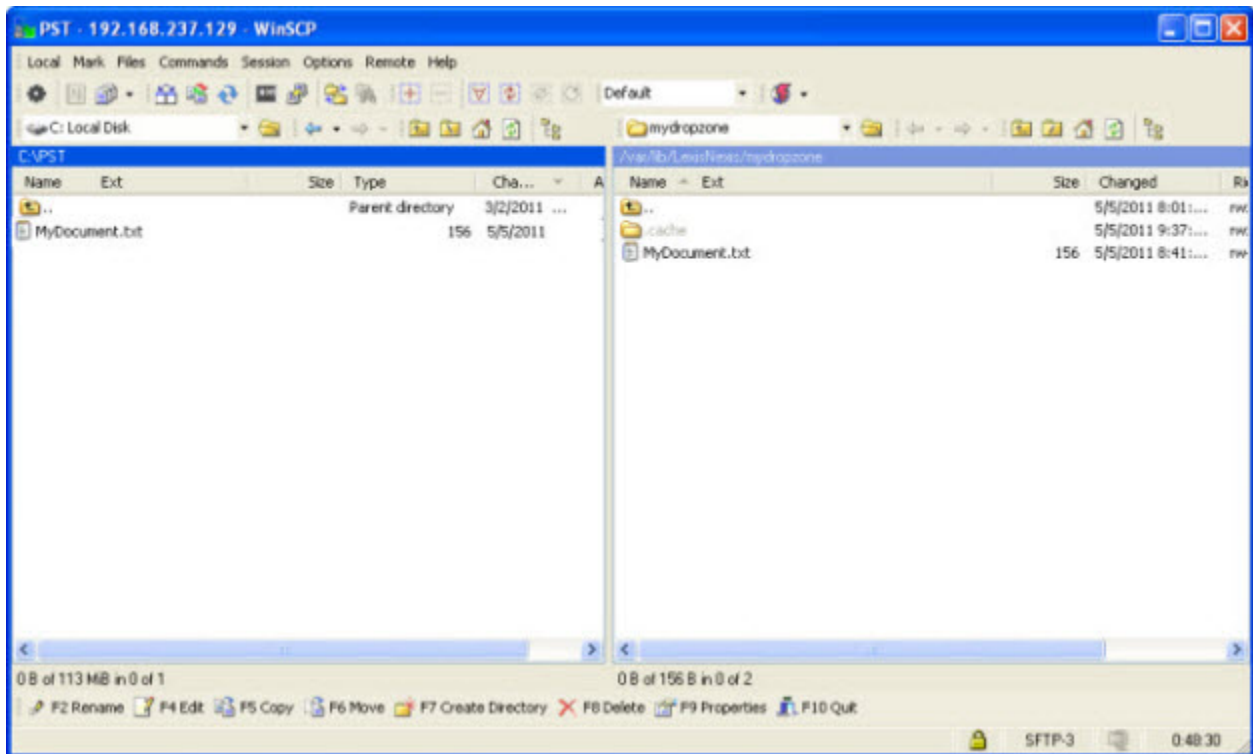 PST - 192.168.237.129 - WinSCP
Local Mark Files Commands Session Options Remote Help
Default
C: Local Disk mydropzone
C:\PST /var/lib/LexisNexis/mydropzone
Name Ext Size Type Cha... A Name Ext Size Changed Ri
.. Parent directory 3/2/2011 ... .. 5/5/2011 8:01:...
MyDocument.txt 156 5/5/2011 .cache 5/5/2011 9:37:...
MyDocument.txt 156 5/5/2011 8:41:...
0 B of 113 MiB in 0 of 1 0 B of 156 B in 0 of 2
F2 Rename F4 Edit F5 Copy F6 Move F7 Create Directory F8 Delete F9 Properties F10 Quit
SFTP-3 0:48:30